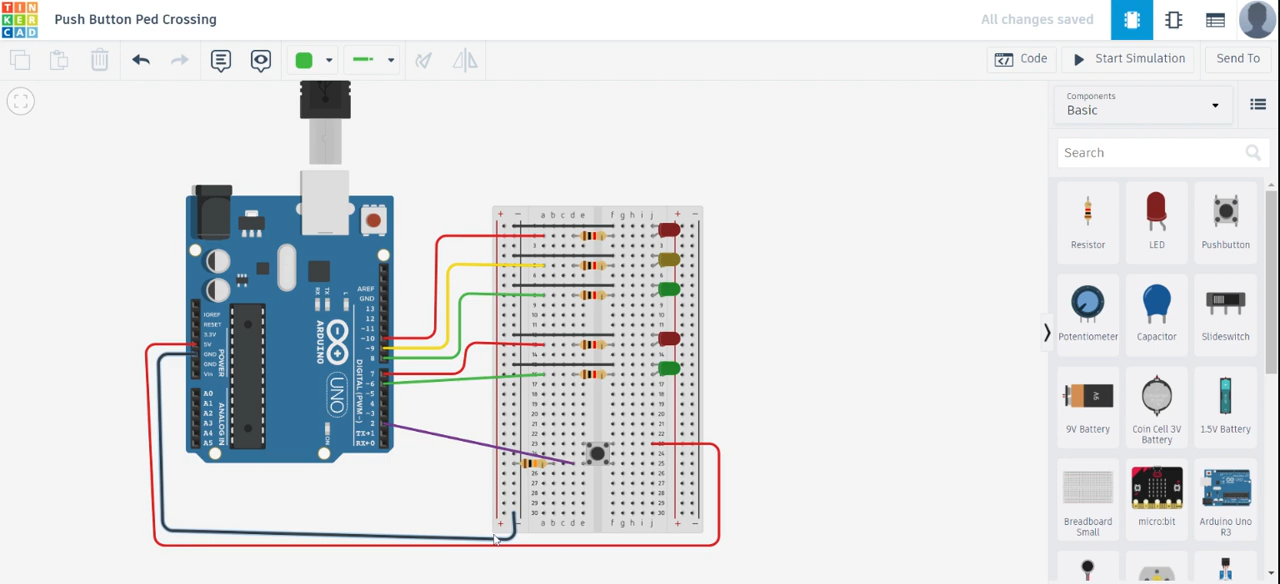 TIN
KER
CAD
Push Button Ped Crossing
All changes saved
Code
Start Simulation
Send To
Components
Basic
Search
Resistor
LED
Pushbutton
Potentiometer
Capacitor
Slideswitch
9V
9V Battery
Coin Cell 3V
Battery
1.5V Battery
Breadboard
Small
micro:bit
Arduino Uno
R3
AREF
GND
13
12
~11
~10
~9
8
7
~6
~5
4
~3
2
TX→1
RX←0
DIGITAL (PWM~)
TX
RX
L
ON
ARDUINO
UNO
IOREF
RESET
3.3V
5V
GND
GND
Vin
POWER
A0
A1
A2
A3
A4
A5
ANALOG IN
+ − a b c d e f g h i j + −
+ − a b c d e f g h i j + −